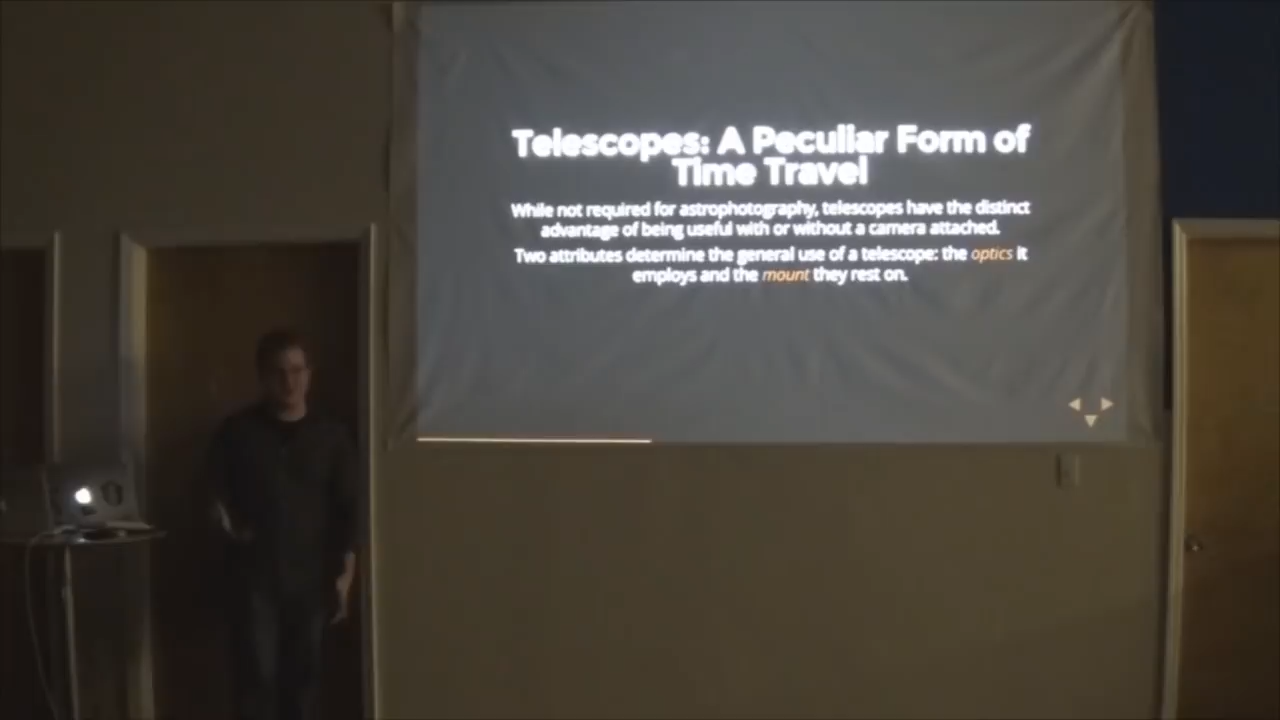 Telescopes: A Peculiar Form of
Time Travel
While not required for astrophotography, telescopes have the distinct
advantage of being useful with or without a camera attached.
Two attributes determine the general use of a telescope: the optics it
employs and the mount they rest on.